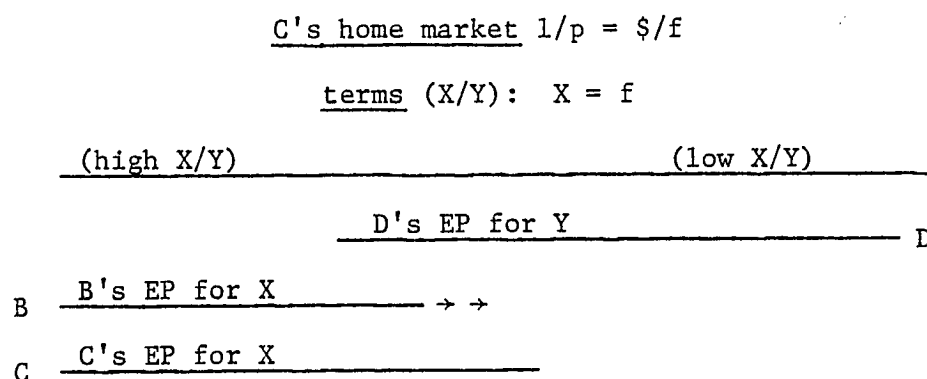 C's home market 1/p = $/f
terms (X/Y): X = f
(high X/Y) (low X/Y)
D's EP for Y D
B B's EP for X → →
C C's EP for X